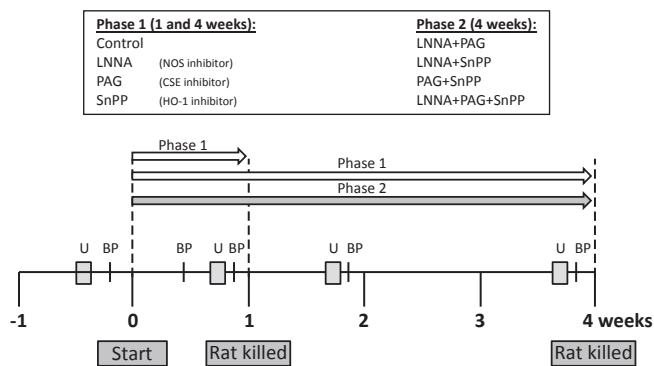 Phase 1 (1 and 4 weeks): Phase 2 (4 weeks):
Control LNNA+PAG
LNNA (NOS inhibitor) LNNA+SnPP
PAG (CSE inhibitor) PAG+SnPP
SnPP (HO-1 inhibitor) LNNA+PAG+SnPP
Phase 1
Phase 1
Phase 2
U BP BP U BP U BP U BP
-1 0 1 2 3 4 weeks
Start Rat killed Rat killed